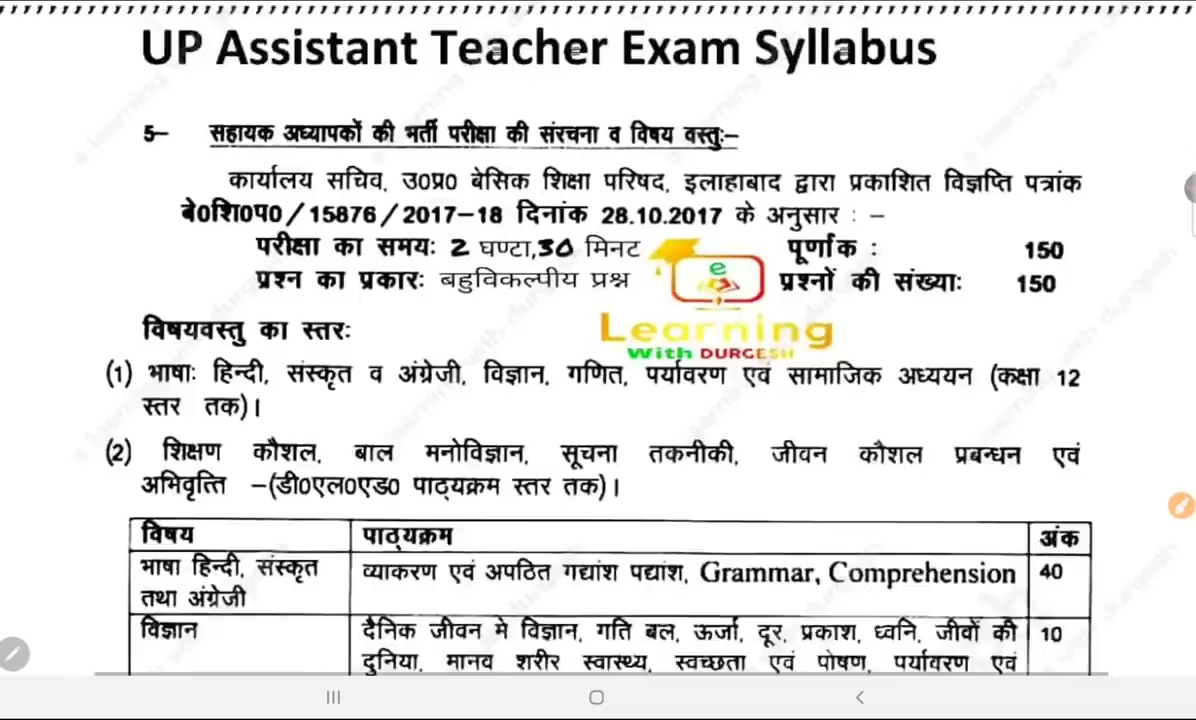 UP Assistant Teacher Exam Syllabus
5- सहायक अध्यापकों की भर्ती परीक्षा की संरचना व विषय वस्तुः-
कार्यालय सचिव, उ0प्र0 बेसिक शिक्षा परिषद, इलाहाबाद द्वारा प्रकाशित विज्ञप्ति पत्रांक
बे0शि0प0/15876/2017-18 दिनांक 28.10.2017 के अनुसार : -
परीक्षा का समयः 2 घण्टा,30 मिनट पूर्णांक : 150
प्रश्न का प्रकारः बहुविकल्पीय प्रश्न e प्रश्नों की संख्याः 150
Learning
With DURGESH
विषयवस्तु का स्तरः
(1) भाषाः हिन्दी, संस्कृत व अंग्रेजी, विज्ञान, गणित, पर्यावरण एवं सामाजिक अध्ययन (कक्षा 12
स्तर तक)।
(2) शिक्षण कौशल, बाल मनोविज्ञान, सूचना तकनीकी, जीवन कौशल प्रबन्धन एवं
अभिवृत्ति -(डी0एल0एड0 पाठ्यक्रम स्तर तक)।
विषय पाठ्यक्रम अंक
भाषा हिन्दी, संस्कृत व्याकरण एवं अपठित गद्यांश पद्यांश, Grammar, Comprehension 40
तथा अंग्रेजी
विज्ञान दैनिक जीवन मे विज्ञान, गति बल, ऊर्जा, दूर, प्रकाश, ध्वनि, जीवों की 10
दुनिया, मानव शरीर स्वास्थ्य, स्वच्छता एवं पोषण, पर्यावरण एवं